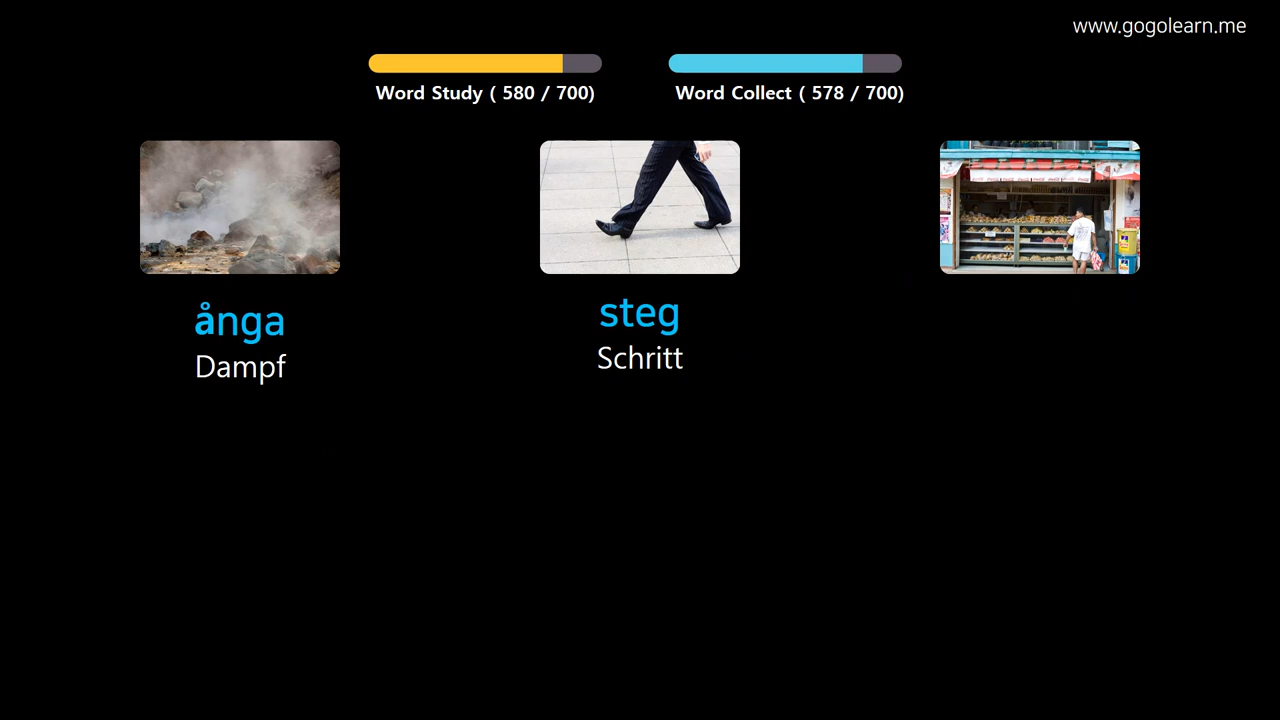 www.gogolearn.me
Word Study ( 580 / 700)
Word Collect ( 578 / 700)
ånga
Dampf
steg
Schritt